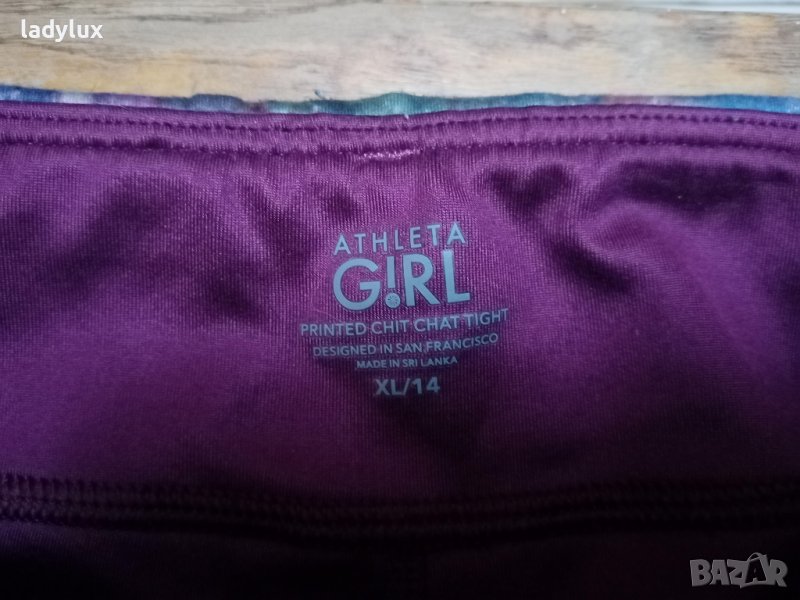 ladylux
ATHLETA
G!RL
PRINTED CHIT CHAT TIGHT
DESIGNED IN SAN FRANCISCO
MADE IN SRI LANKA
XL/14
BAZAR